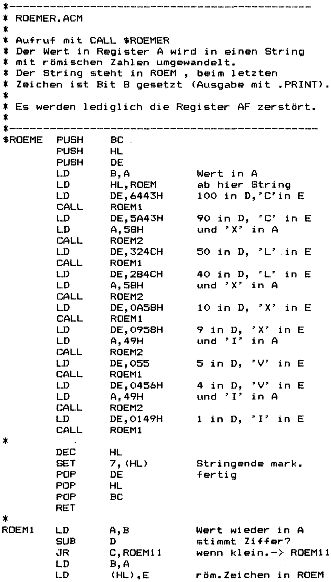 *---------------------------------------------
* ROEMER.ACM
*
* Aufruf mit CALL $ROEMER
* Der Wert in Register A wird in einen String
* mit römischen Zahlen umgewandelt.
* Der String steht in ROEM , beim letzten
* Zeichen ist Bit 8 gesetzt (Ausgabe mit .PRINT).
*
* Es werden lediglich die Register AF zerstört.
*
*---------------------------------------------
$ROEME PUSH BC
PUSH HL
PUSH DE
LD B,A Wert in A
LD HL,ROEM ab hier String
LD DE,6443H 100 in D,'C'in E
CALL ROEM1
LD DE,5A43H 90 in D, 'C' in E
LD A,58H und 'X' in A
CALL ROEM2
LD DE,324CH 50 in D, 'L' in E
CALL ROEM1
LD DE,284CH 40 in D, 'L' in E
LD A,58H und 'X' in A
CALL ROEM2
LD DE,0A58H 10 in D, 'X' in E
CALL ROEM1
LD DE,0958H 9 in D, 'X' in E
LD A,49H und 'I' in A
CALL ROEM2
LD DE,055 5 in D, 'V' in E
CALL ROEM1
LD DE,0456H 4 in D, 'V' in E
LD A,49H und 'I' in A
CALL ROEM2
LD DE,0149H 1 in D, 'I' in E
CALL ROEM1
*
DEC HL
SET 7,(HL) Stringende mark.
POP DE fertig
POP HL
POP BC
RET
*
ROEM1 LD A,B Wert wieder in A
SUB D stimmt Ziffer?
JR C,ROEM11 wenn klein.-> ROEM11
LD B,A
LD (HL),E röm.Zeichen in ROEM